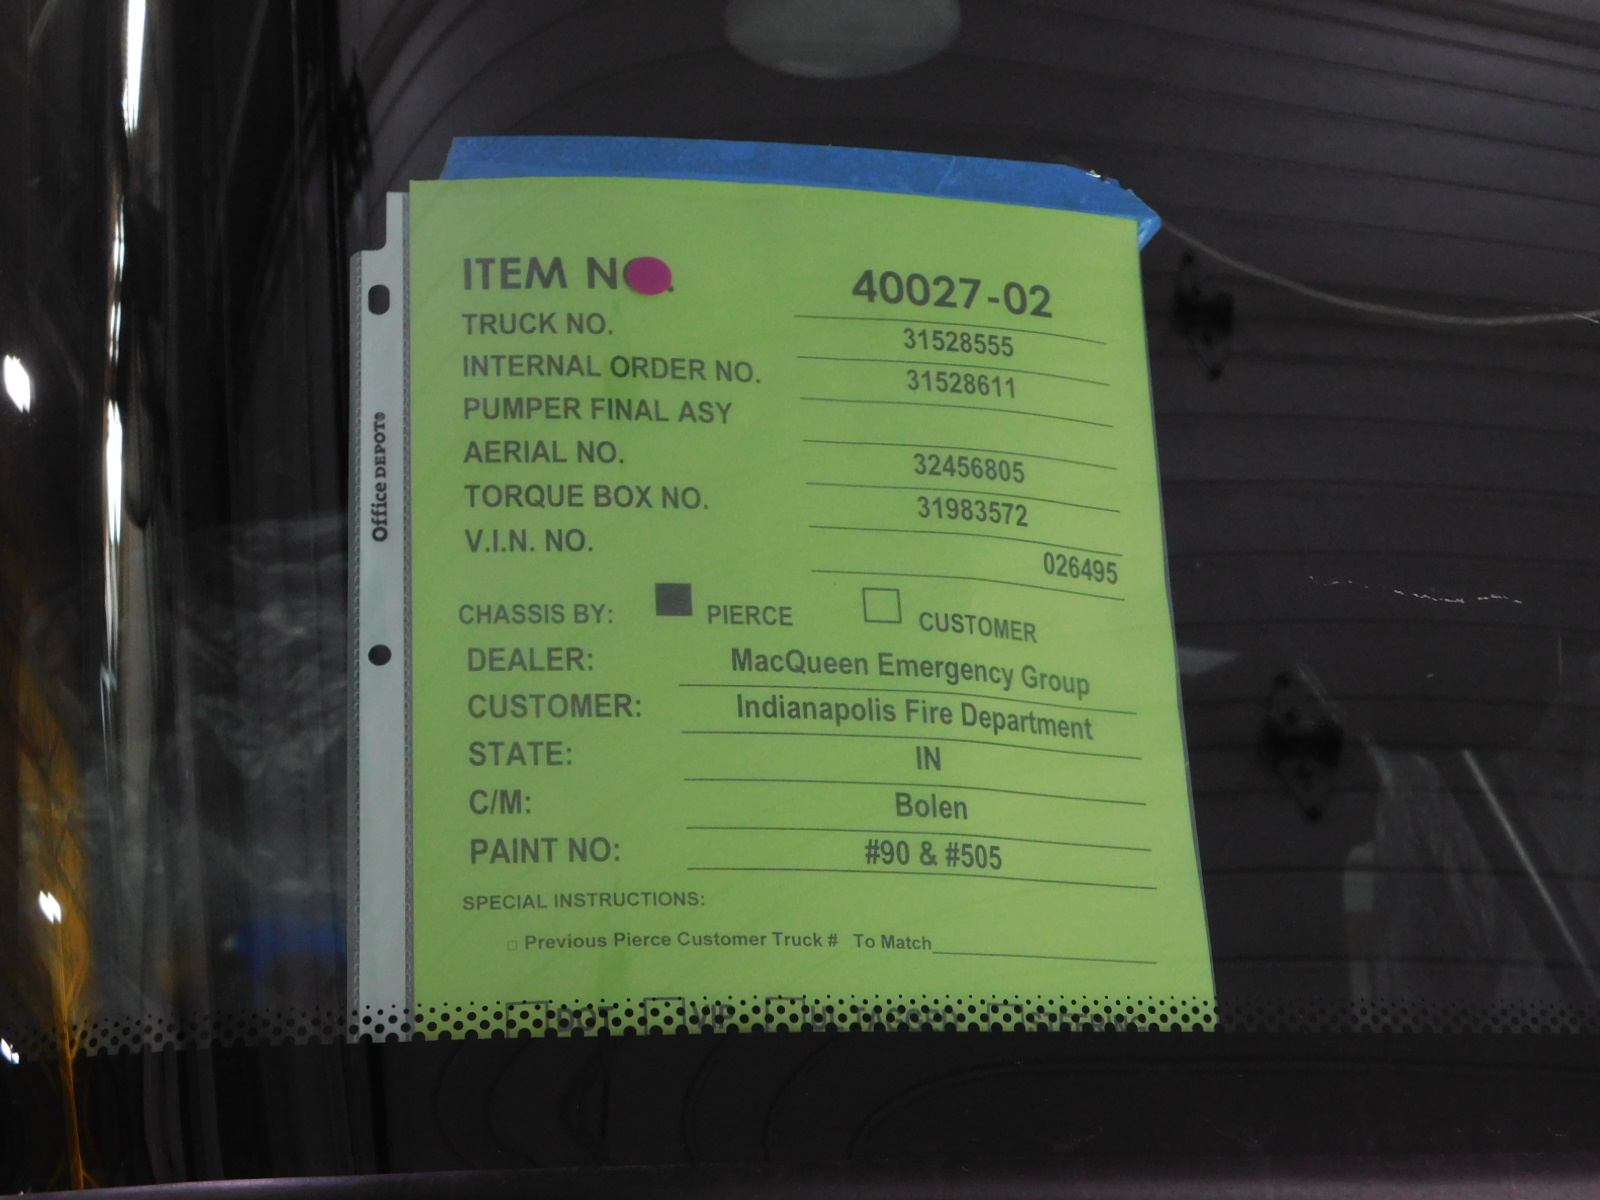 ITEM NO. 40027-02
TRUCK NO. 31528555
INTERNAL ORDER NO. 31528611
PUMPER FINAL ASY
AERIAL NO. 32456805
TORQUE BOX NO. 31983572
V.I.N. NO. 026495
CHASSIS BY: PIERCE CUSTOMER
DEALER: MacQueen Emergency Group
CUSTOMER: Indianapolis Fire Department
STATE: IN
C/M: Bolen
PAINT NO: #90 & #505
SPECIAL INSTRUCTIONS:
Previous Pierce Customer Truck # To Match
Office DEPOT®